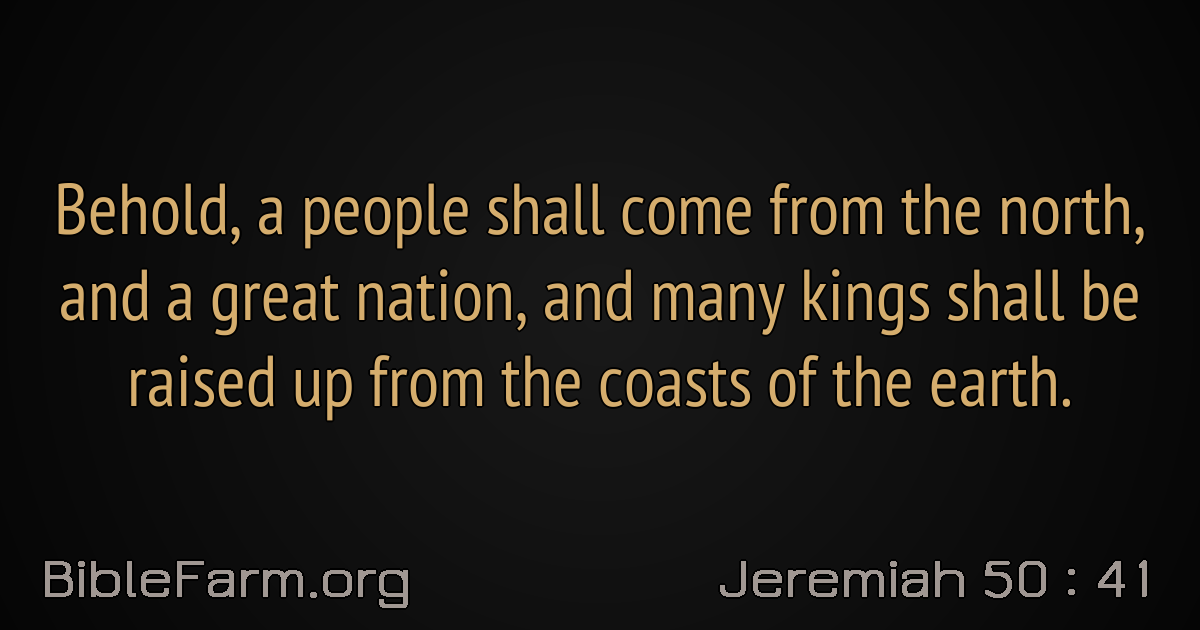 Behold, a people shall come from the north,
and a great nation, and many kings shall be
raised up from the coasts of the earth.
BibleFarm.org
Jeremiah 50 : 41